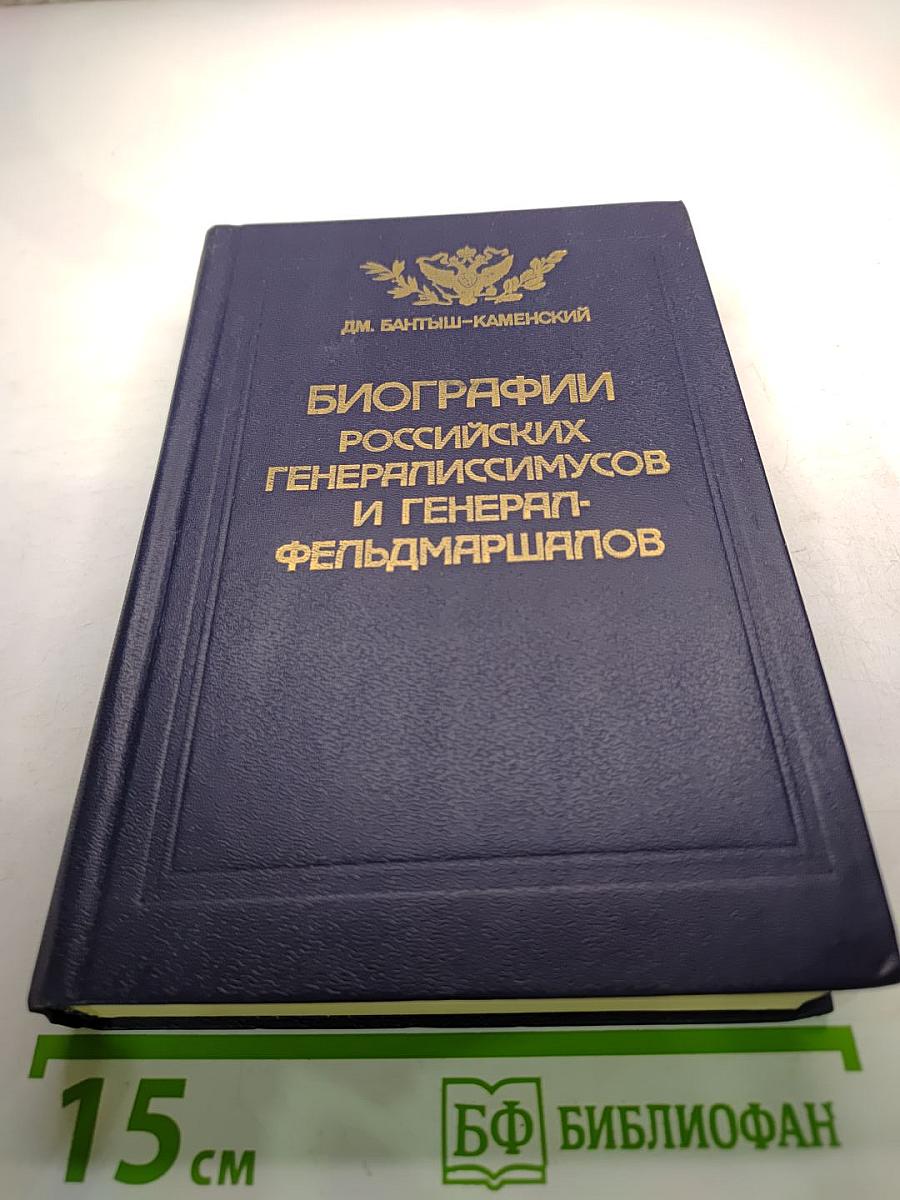 ДМ. БАНТЫШ-КАМЕНСКИЙ
БИОГРАФИИ
РОССИЙСКИХ
ГЕНЕРАЛИССИМУСОВ
И ГЕНЕРАЛ-
ФЕЛЬДМАРШАЛОВ
15 см
БФ БИБЛИОФАН